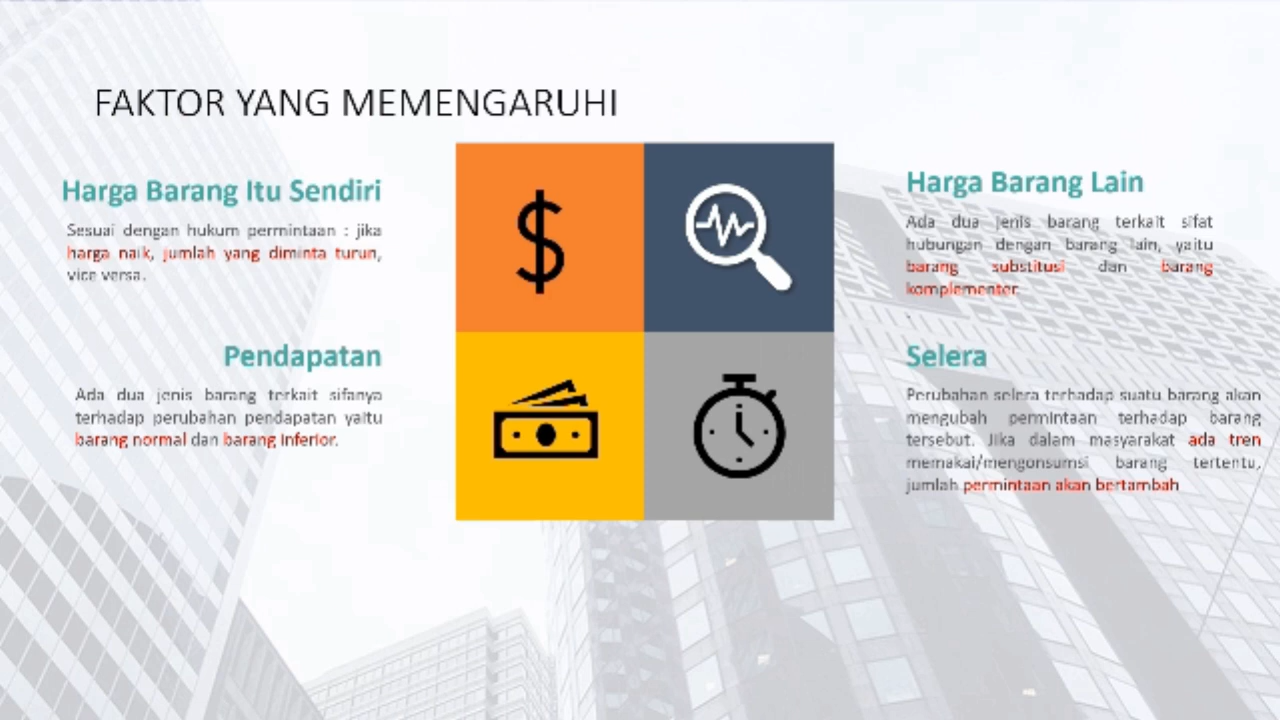 FAKTOR YANG MEMENGARUHI
Harga Barang Itu Sendiri
Sesuai dengan hukum permintaan : jika
harga naik, jumlah yang diminta turun,
vice versa.
Pendapatan
Ada dua jenis barang terkait sifanya
terhadap perubahan pendapatan yaitu
barang normal dan barang inferior.
Harga Barang Lain
Ada dua jenis barang terkait sifat
hubungan dengan barang lain, yaitu
barang substitusi dan barang
komplementer.
.
Selera
Perubahan selera terhadap suatu barang akan
mengubah permintaan terhadap barang
tersebut. Jika dalam masyarakat ada tren
memakai/mengonsumsi barang tertentu,
jumlah permintaan akan bertambah